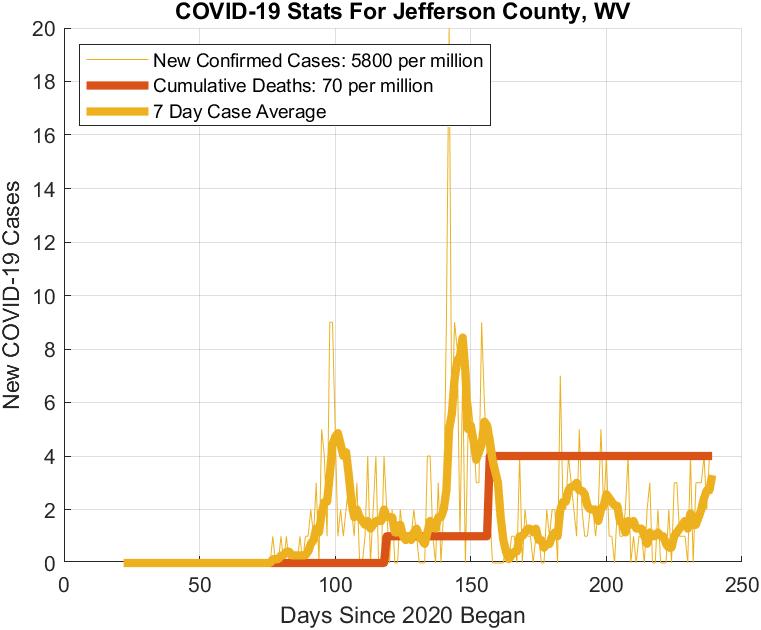 COVID-19 Stats For Jefferson County, WV
New Confirmed Cases: 5800 per million
Cumulative Deaths: 70 per million
7 Day Case Average
New COVID-19 Cases
20
18
16
14
12
10
8
6
4
2
0
0 50 100 150 200 250
Days Since 2020 Began